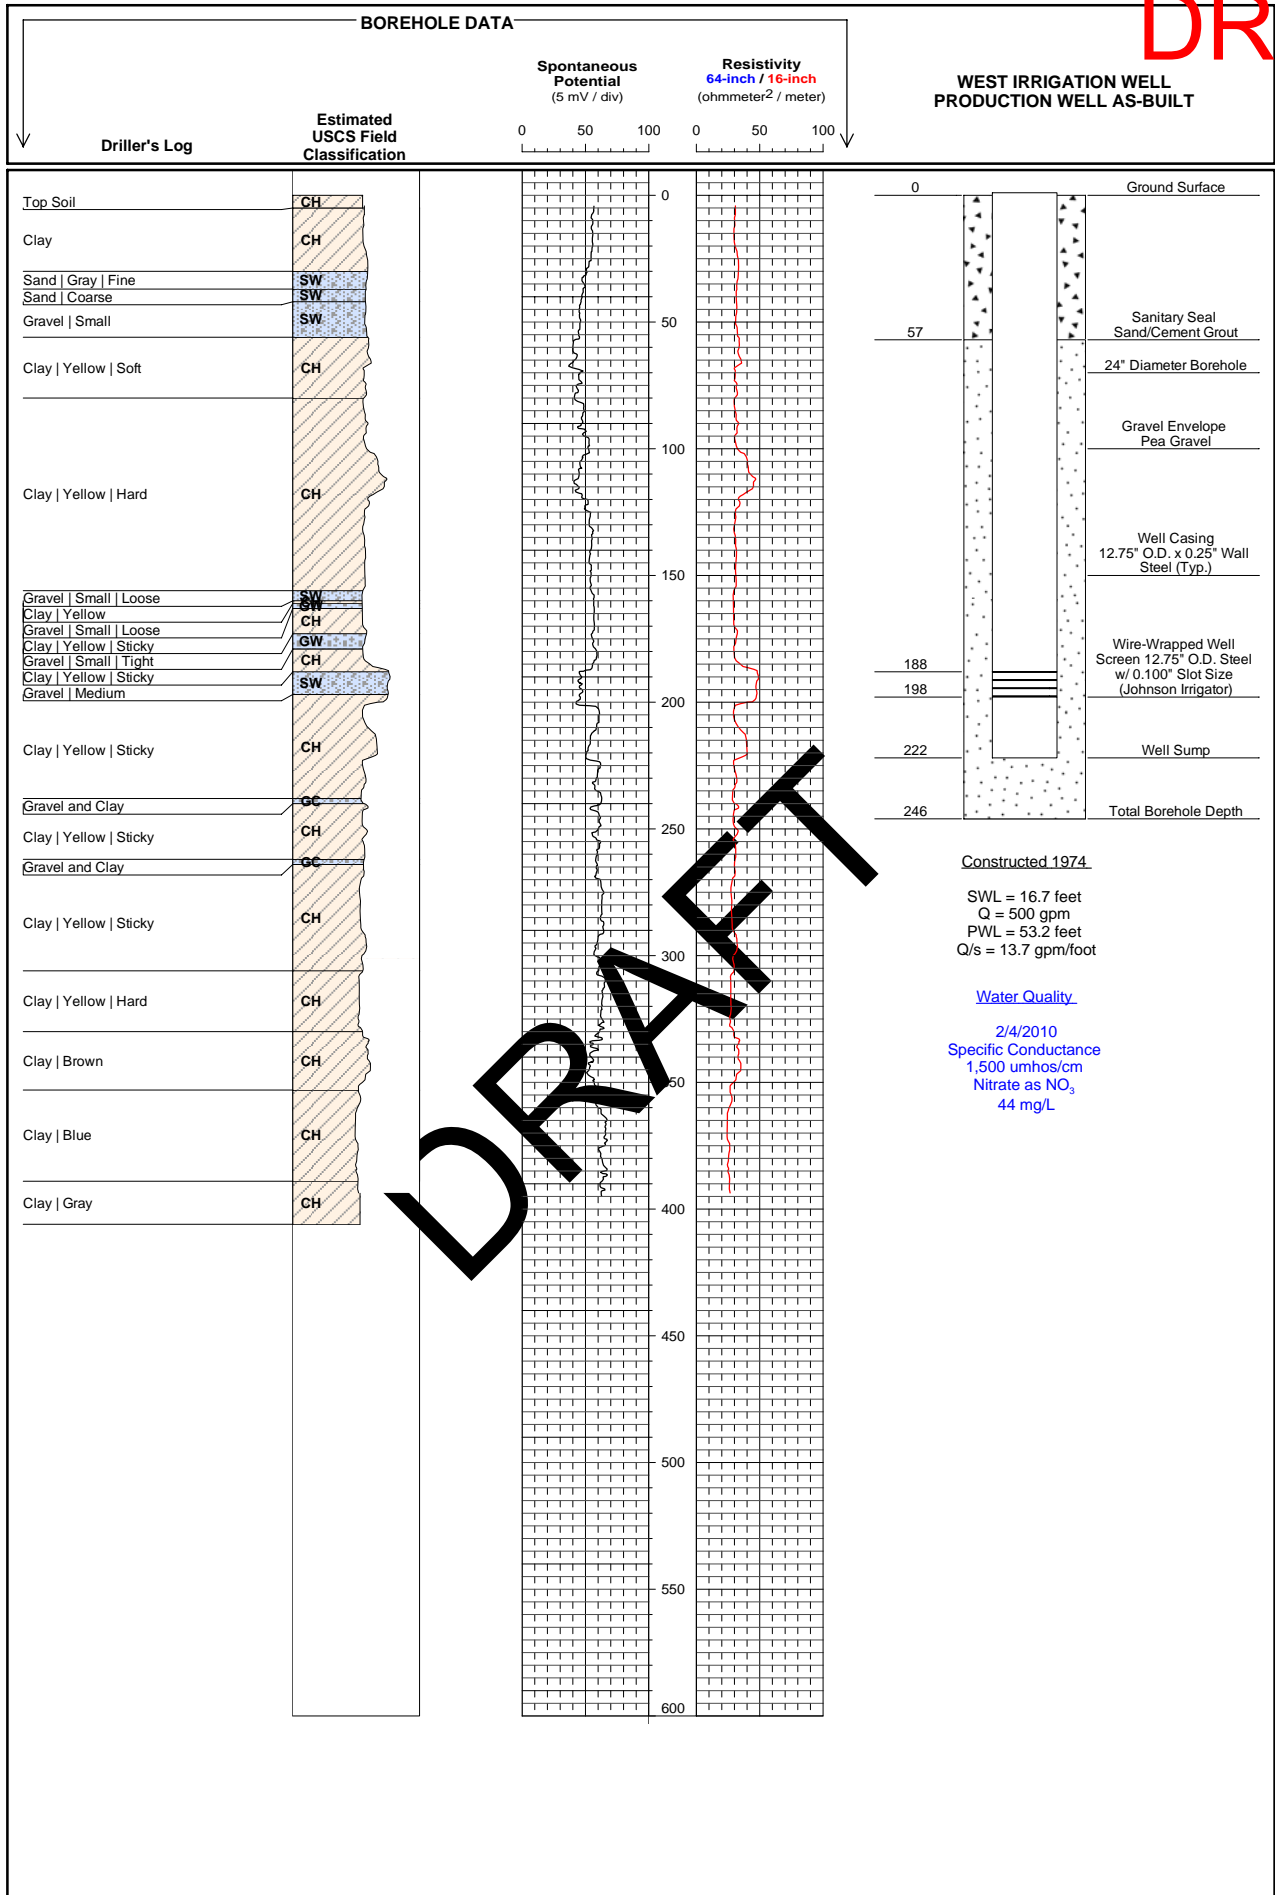 DR
BOREHOLE DATA
Spontaneous
Potential
(5 mV / div)
Resistivity
64-inch / 16-inch
(ohmmeter2 / meter)
WEST IRRIGATION WELL
PRODUCTION WELL AS-BUILT
Driller's Log
Estimated
USCS Field
Classification
0 50 100
0 50 100
Top Soil
Clay
Sand | Gray | Fine
Sand | Coarse
Gravel | Small
Clay | Yellow | Soft
Clay | Yellow | Hard
Gravel | Small | Loose
Clay | Yellow
Gravel | Small | Loose
Clay | Yellow | Sticky
Gravel | Small | Tight
Clay | Yellow | Sticky
Gravel | Medium
Clay | Yellow | Sticky
Gravel and Clay
Clay | Yellow | Sticky
Gravel and Clay
Clay | Yellow | Sticky
Clay | Yellow | Hard
Clay | Brown
Clay | Blue
Clay | Gray
CH
CH
SW
SW
SW
CH
CH
SW
GW
CH
GW
CH
SW
CH
GC
CH
GC
CH
CH
CH
CH
CH
0
50
100
150
200
250
300
50
400
450
500
550
600
0
Ground Surface
Sanitary Seal
57
Sand/Cement Grout
24" Diameter Borehole
Gravel Envelope
Pea Gravel
Well Casing
12.75" O.D. x 0.25" Wall
Steel (Typ.)
Wire-Wrapped Well
188
Screen 12.75" O.D. Steel
w/ 0.100" Slot Size
198
(Johnson Irrigator)
222
Well Sump
246
Total Borehole Depth
Constructed 1974
SWL = 16.7 feet
Q = 500 gpm
PWL = 53.2 feet
Q/s = 13.7 gpm/foot
Water Quality
2/4/2010
Specific Conductance
1,500 umhos/cm
Nitrate as NO₃
44 mg/L
DRAFT